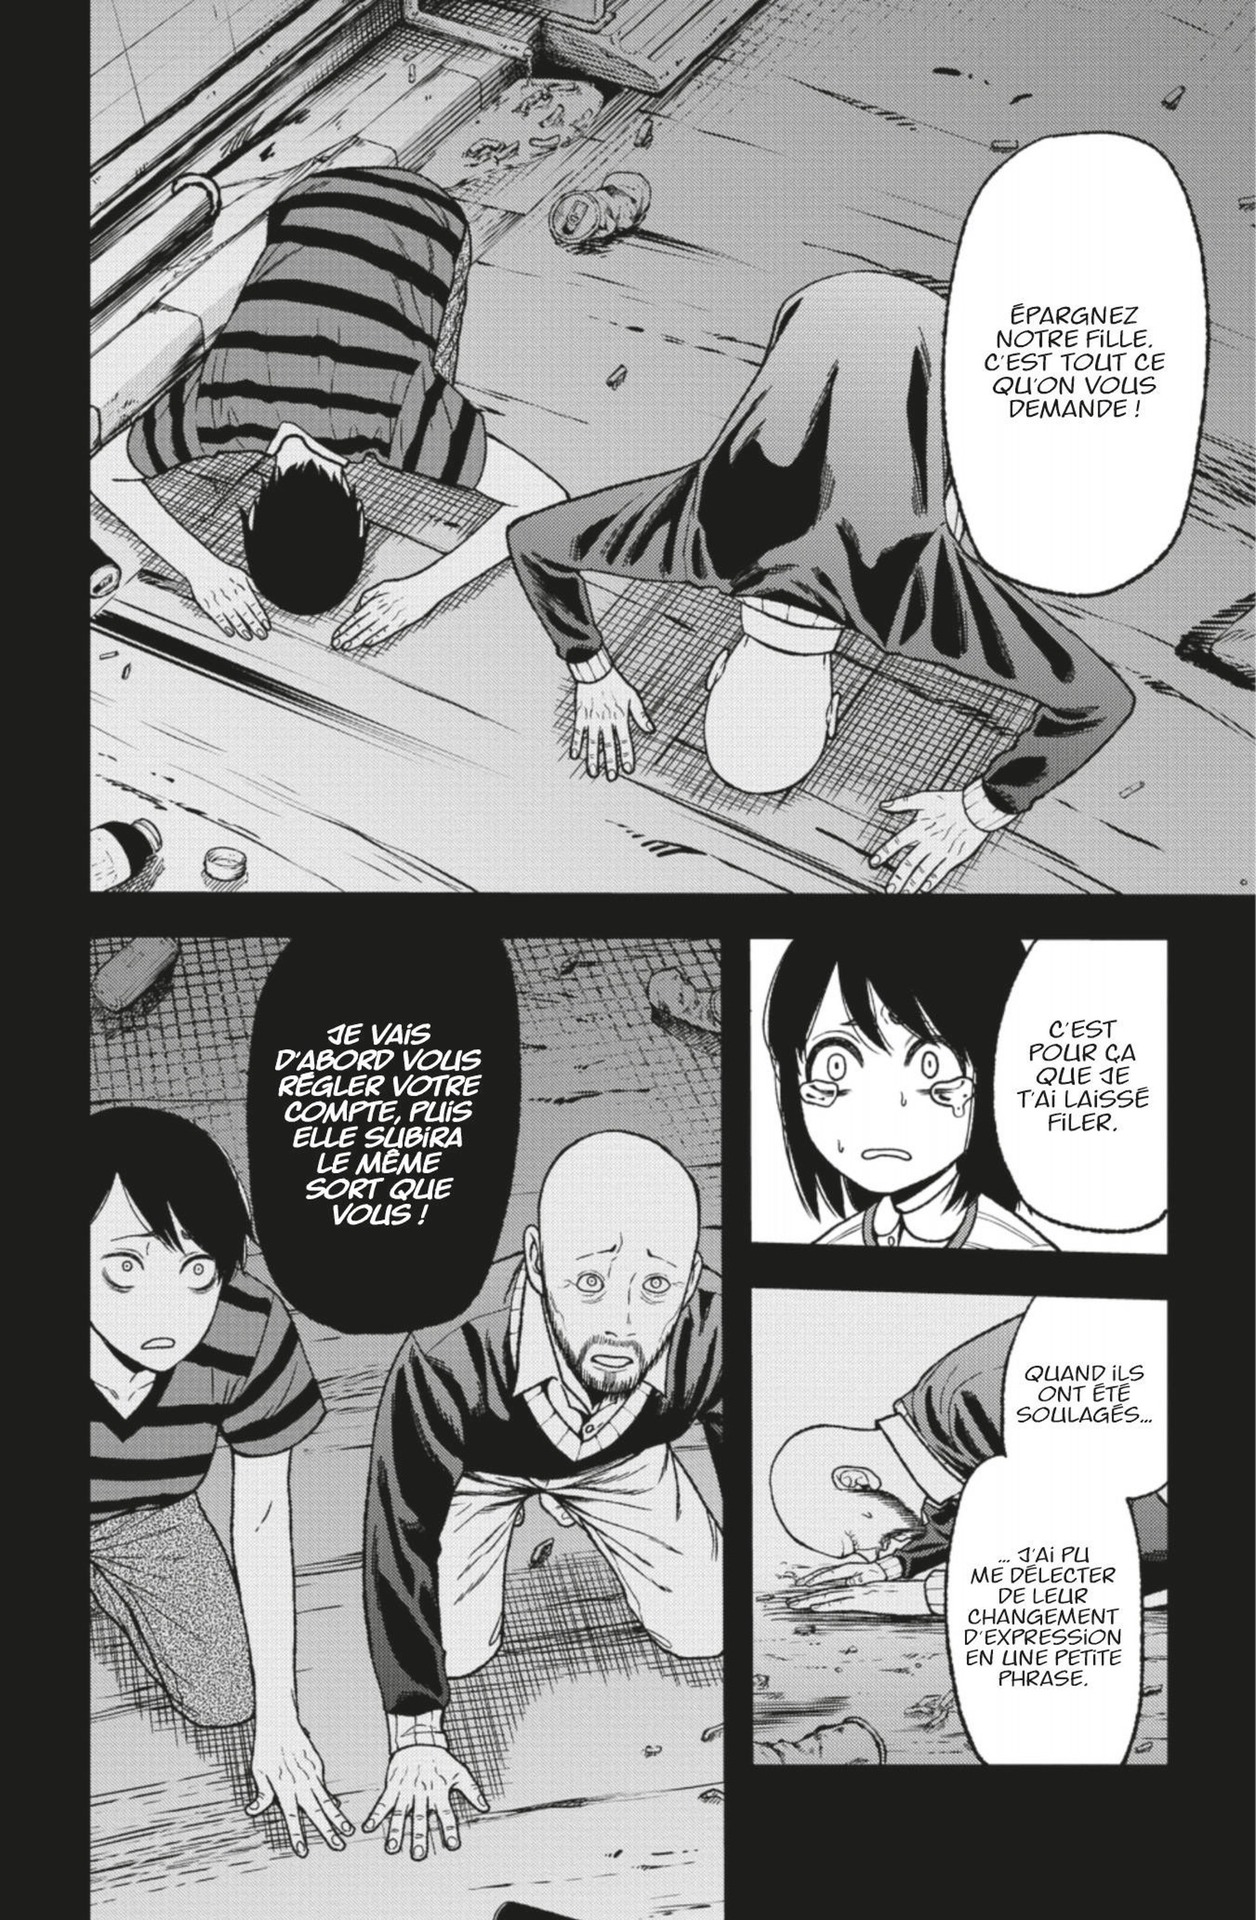 ÉPARGNEZ
NOTRE FILLE.
C'EST TOUT CE
QU'ON VOUS
DEMANDE !
C'EST
POUR ÇA
QUE JE
T'AI LAISSÉ
FILER.
QUAND ILS
ONT ÉTÉ
SOULAGÉS...
... J'AI PU
ME DÉLECTER
DE LEUR
CHANGEMENT
D'EXPRESSION
EN UNE PETITE
PHRASE.
JE VAIS
D'ABORD VOUS
RÉGLER VOTRE
COMPTE, PUIS
ELLE SUBIRA
LE MÊME
SORT QUE
VOUS !